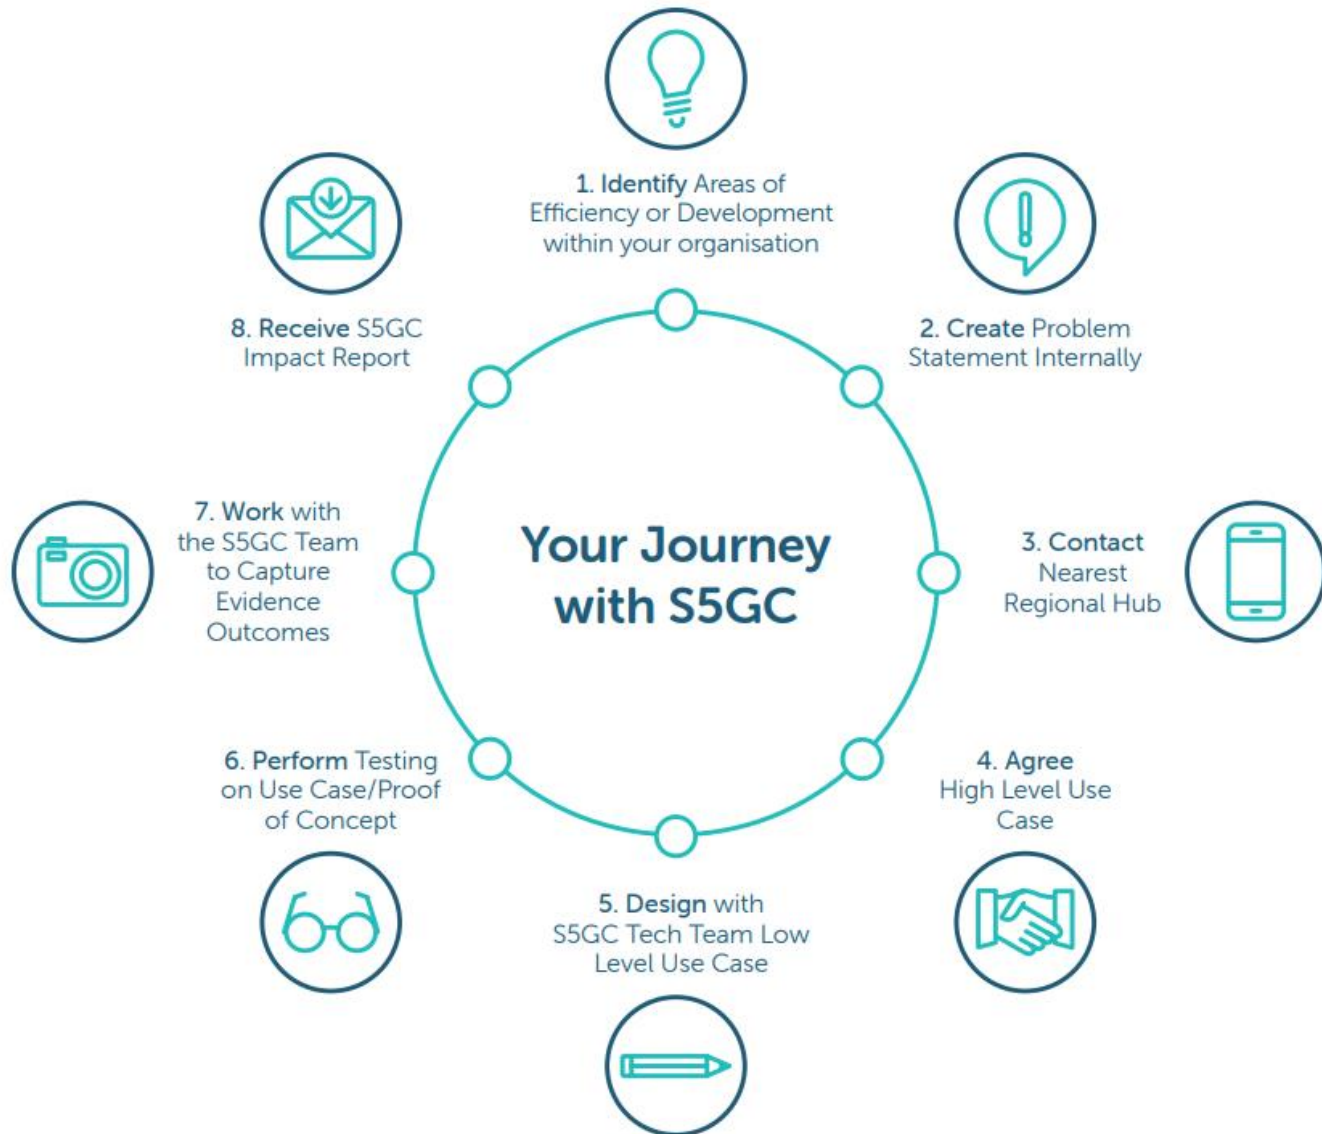 1. Identify Areas of
Efficiency or Development
within your organisation
2. Create Problem
Statement Internally
3. Contact
Nearest
Regional Hub
4. Agree
High Level Use
Case
5. Design with
S5GC Tech Team Low
Level Use Case
6. Perform Testing
on Use Case/Proof
of Concept
7. Work with
the S5GC Team
to Capture
Evidence
Outcomes
8. Receive S5GC
Impact Report
Your Journey
with S5GC